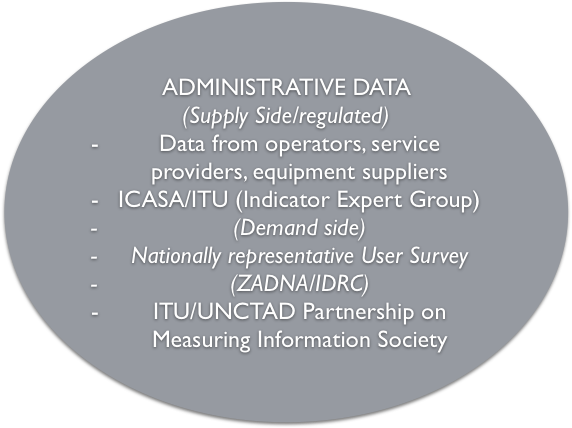 ADMINISTRATIVE DATA
(Supply Side/regulated)
- Data from operators, service
providers, equipment suppliers
- ICASA/ITU (Indicator Expert Group)
- (Demand side)
- Nationally representative User Survey
- (ZADNA/IDRC)
- ITU/UNCTAD Partnership on
Measuring Information Society